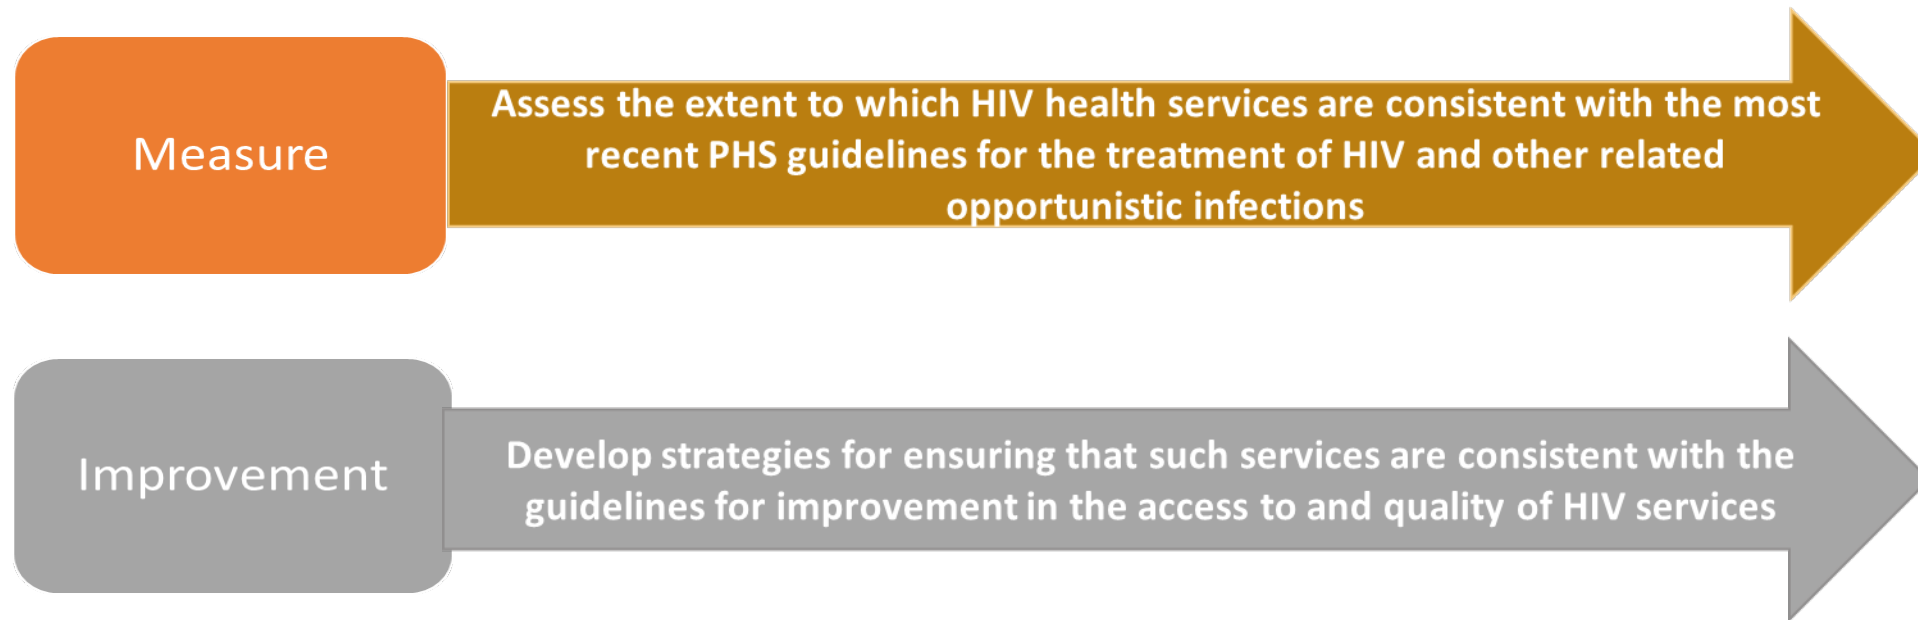 Measure
Assess the extent to which HIV health services are consistent with the most
recent PHS guidelines for the treatment of HIV and other related
opportunistic infections
Improvement
Develop strategies for ensuring that such services are consistent with the
guidelines for improvement in the access to and quality of HIV services